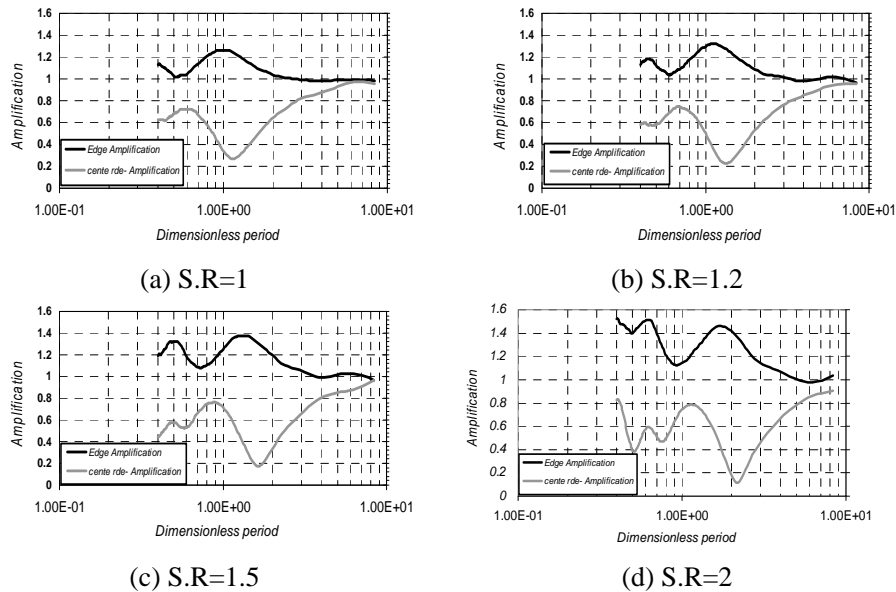 1.6
1.4
1.2
1
0.8
0.6
0.4
0.2
0
Amplification
Edge Amplification
cente rde- Amplification
1.00E-01 1.00E+00 1.00E+01
Dimensionless period
(a) S.R=1
1.6
1.4
1.2
1
0.8
0.6
0.4
0.2
0
Amplification
Edge Amplification
cente rde- Amplification
1.00E-01 1.00E+00 1.00E+01
Dimensionless period
(b) S.R=1.2
1.6
1.4
1.2
1
0.8
0.6
0.4
0.2
0
Amplification
Edge Amplification
cente rde- Amplification
1.00E-01 1.00E+00 1.00E+01
Dimensionless period
(c) S.R=1.5
1.6
1.4
1.2
1
0.8
0.6
0.4
0.2
0
Amplification
Edge Amplification
cente rde- Amplification
1.00E-01 1.00E+00 1.00E+01
Dimensionless period
(d) S.R=2